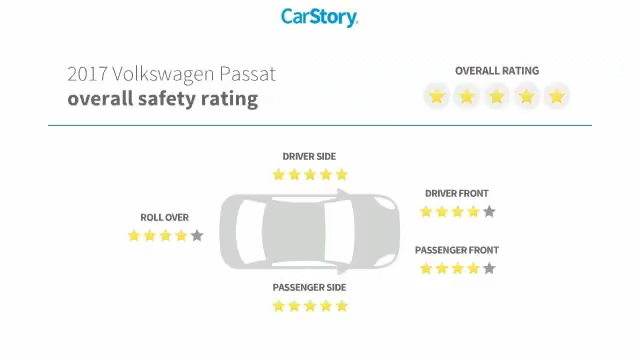 CarStory
2017 Volkswagen Passat
overall safety rating
OVERALL RATING
DRIVER SIDE
DRIVER FRONT
ROLL OVER
PASSENGER FRONT
PASSENGER SIDE